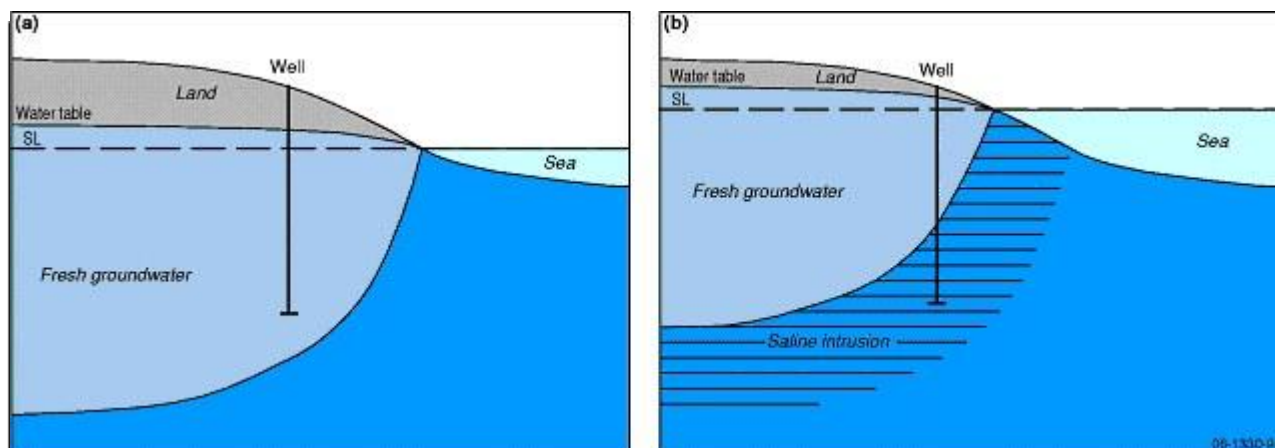 (a)
Well
Land
Water table
SL
Sea
Fresh groundwater
(b)
Well
Land
Water table
SL
Sea
Fresh groundwater
Saline intrusion